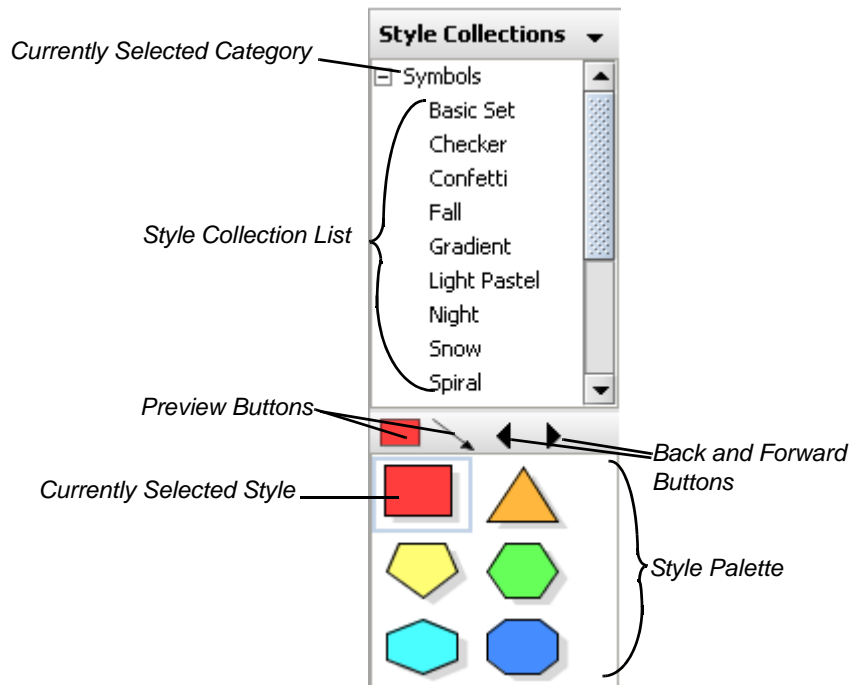 Style Collections
Currently Selected Category
Symbols
Basic Set
Checker
Confetti
Fall
Style Collection List
Gradient
Light Pastel
Night
Snow
Spiral
Preview Buttons
Back and Forward
Buttons
Currently Selected Style
Style Palette